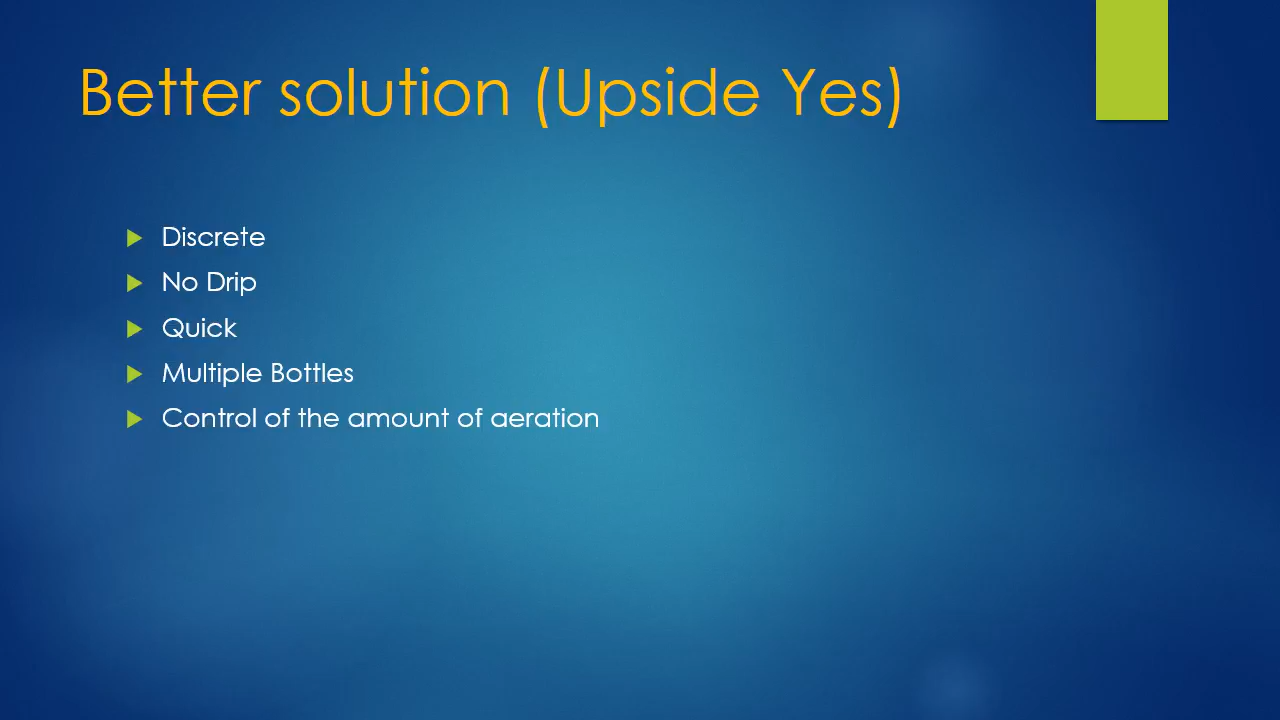 Better solution (Upside Yes)
Discrete
No Drip
Quick
Multiple Bottles
Control of the amount of aeration